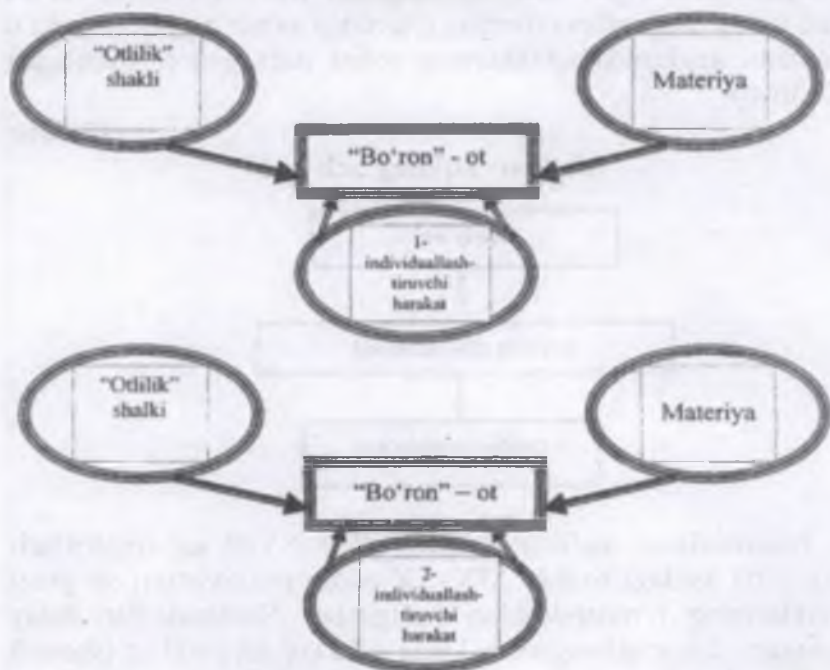 “Otlilik”
shakli
Materiya
“Bo‘ron” - ot
1-
individuallash-
tiruvchi
harakat
“Otlilik”
shalki
Materiya
“Bo‘ron” – ot
2-
individuallash-
tiruvchi
harakat